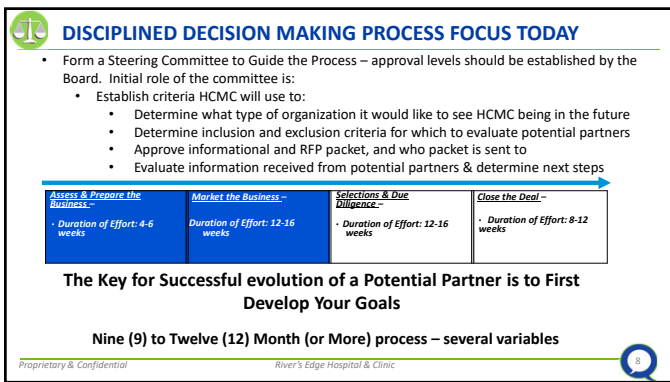 DISCIPLINED DECISION MAKING PROCESS FOCUS TODAY
• Form a Steering Committee to Guide the Process – approval levels should be established by the
Board. Initial role of the committee is:
• Establish criteria HCMC will use to:
• Determine what type of organization it would like to see HCMC being in the future
• Determine inclusion and exclusion criteria for which to evaluate potential partners
• Approve informational and RFP packet, and who packet is sent to
• Evaluate information received from potential partners & determine next steps
Assess & Prepare the
Business –
• Duration of Effort: 4-6
weeks
Market the Business –
Duration of Effort: 12-16
weeks
Selections & Due
Diligence –
• Duration of Effort: 12-16
weeks
Close the Deal –
• Duration of Effort: 8-12
weeks
The Key for Successful evolution of a Potential Partner is to First
Develop Your Goals
Nine (9) to Twelve (12) Month (or More) process – several variables
Proprietary & Confidential
River's Edge Hospital & Clinic
8